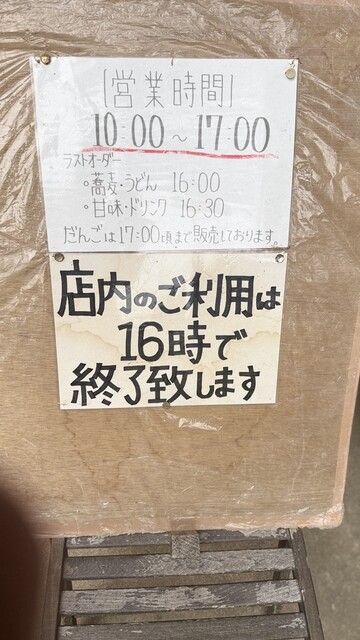 ［営業時間］
10:00～17:00
ラストオーダー
○蕎麦・うどん 16:00
○甘味・ドリンク 16:30
だんごは17:00頃まで販売しております。
店内のご利用は
16時で
終了致します